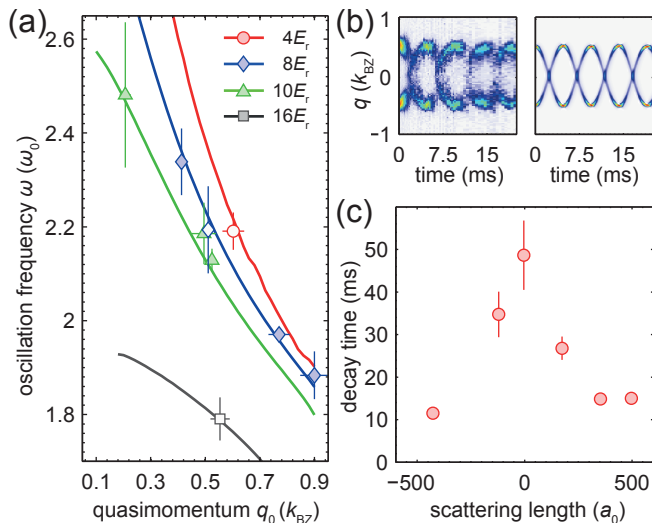 (a)
oscillation frequency ω (ω₀)
2.6
2.4
2.2
2
1.8
0.1 0.3 0.5 0.7 0.9
quasimomentum q₀ (k_BZ)
4Eᵣ
8Eᵣ
10Eᵣ
16Eᵣ
(b)
q (k_BZ)
1
0
-1
0 7.5 15
time (ms)
0 7.5 15
time (ms)
(c)
decay time (ms)
60
50
40
30
20
10
0
−500 0 500
scattering length (a₀)